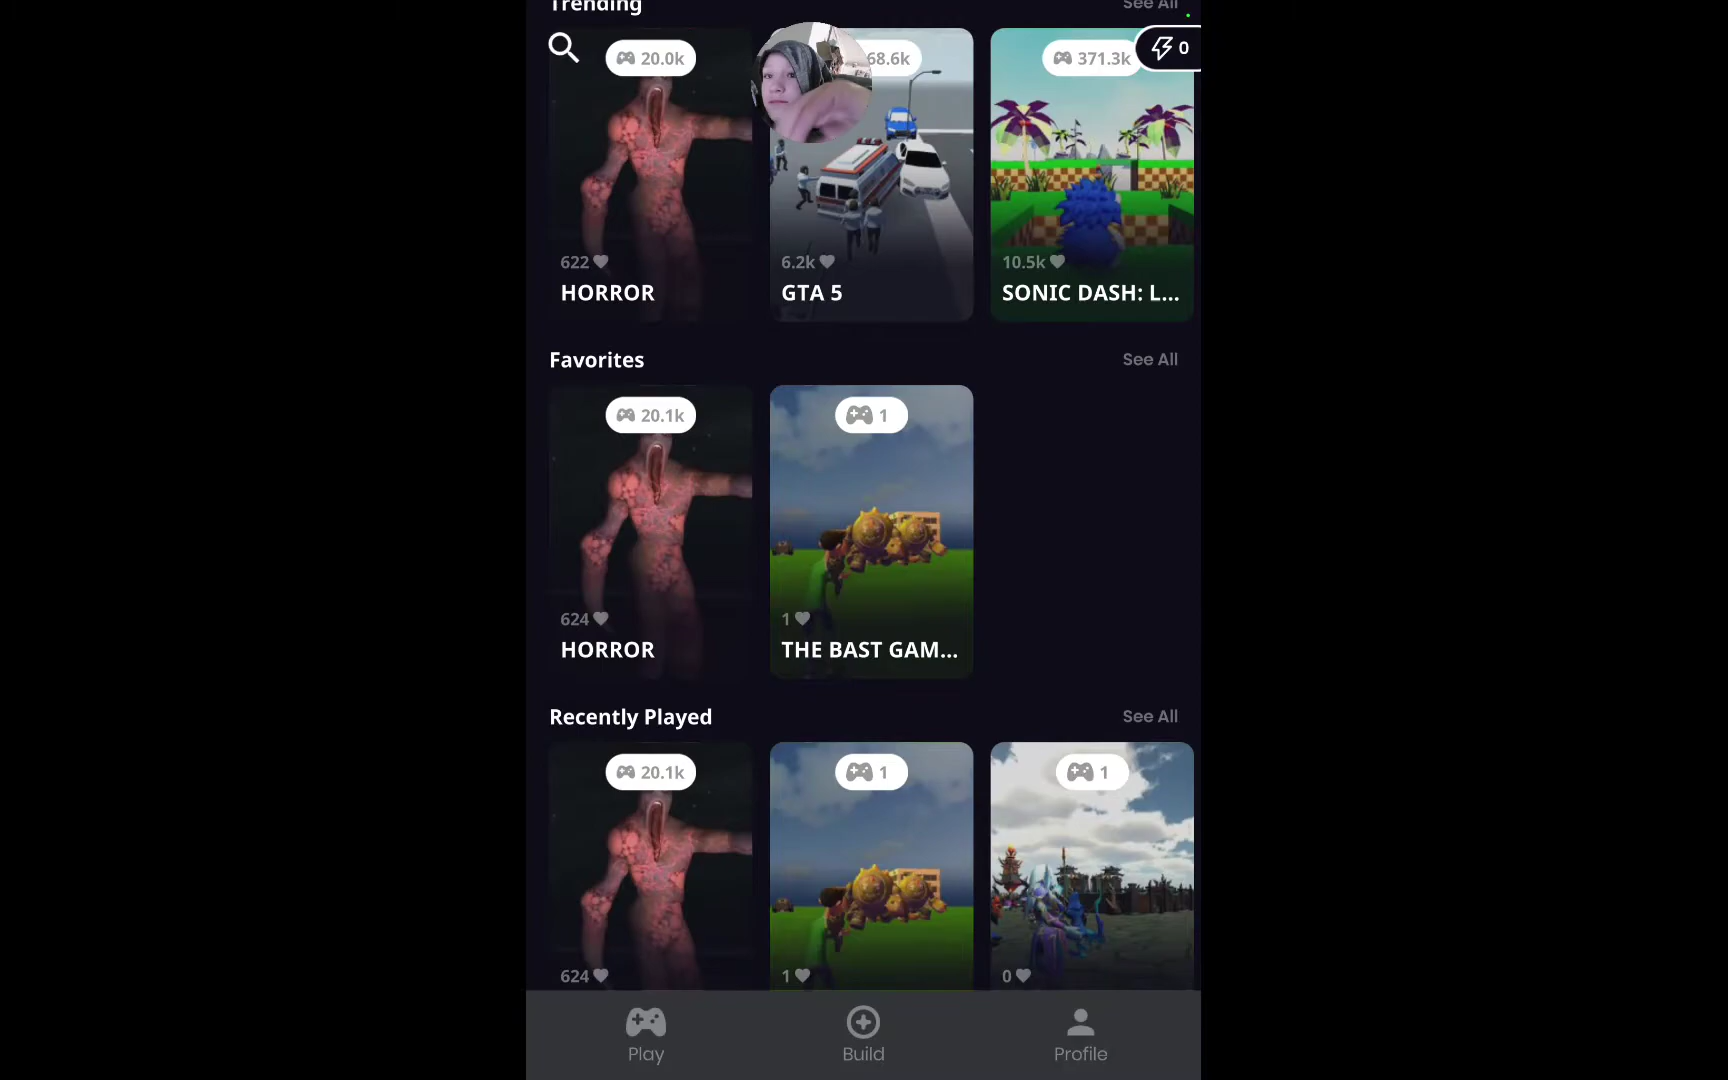 Trending See All
20.0k 68.6k 371.3k 0
622 6.2k 10.5k
HORROR GTA 5 SONIC DASH: L...
Favorites See All
20.1k 1
624 1
HORROR THE BAST GAM...
Recently Played See All
20.1k 1 1
624 1 0
Play Build Profile